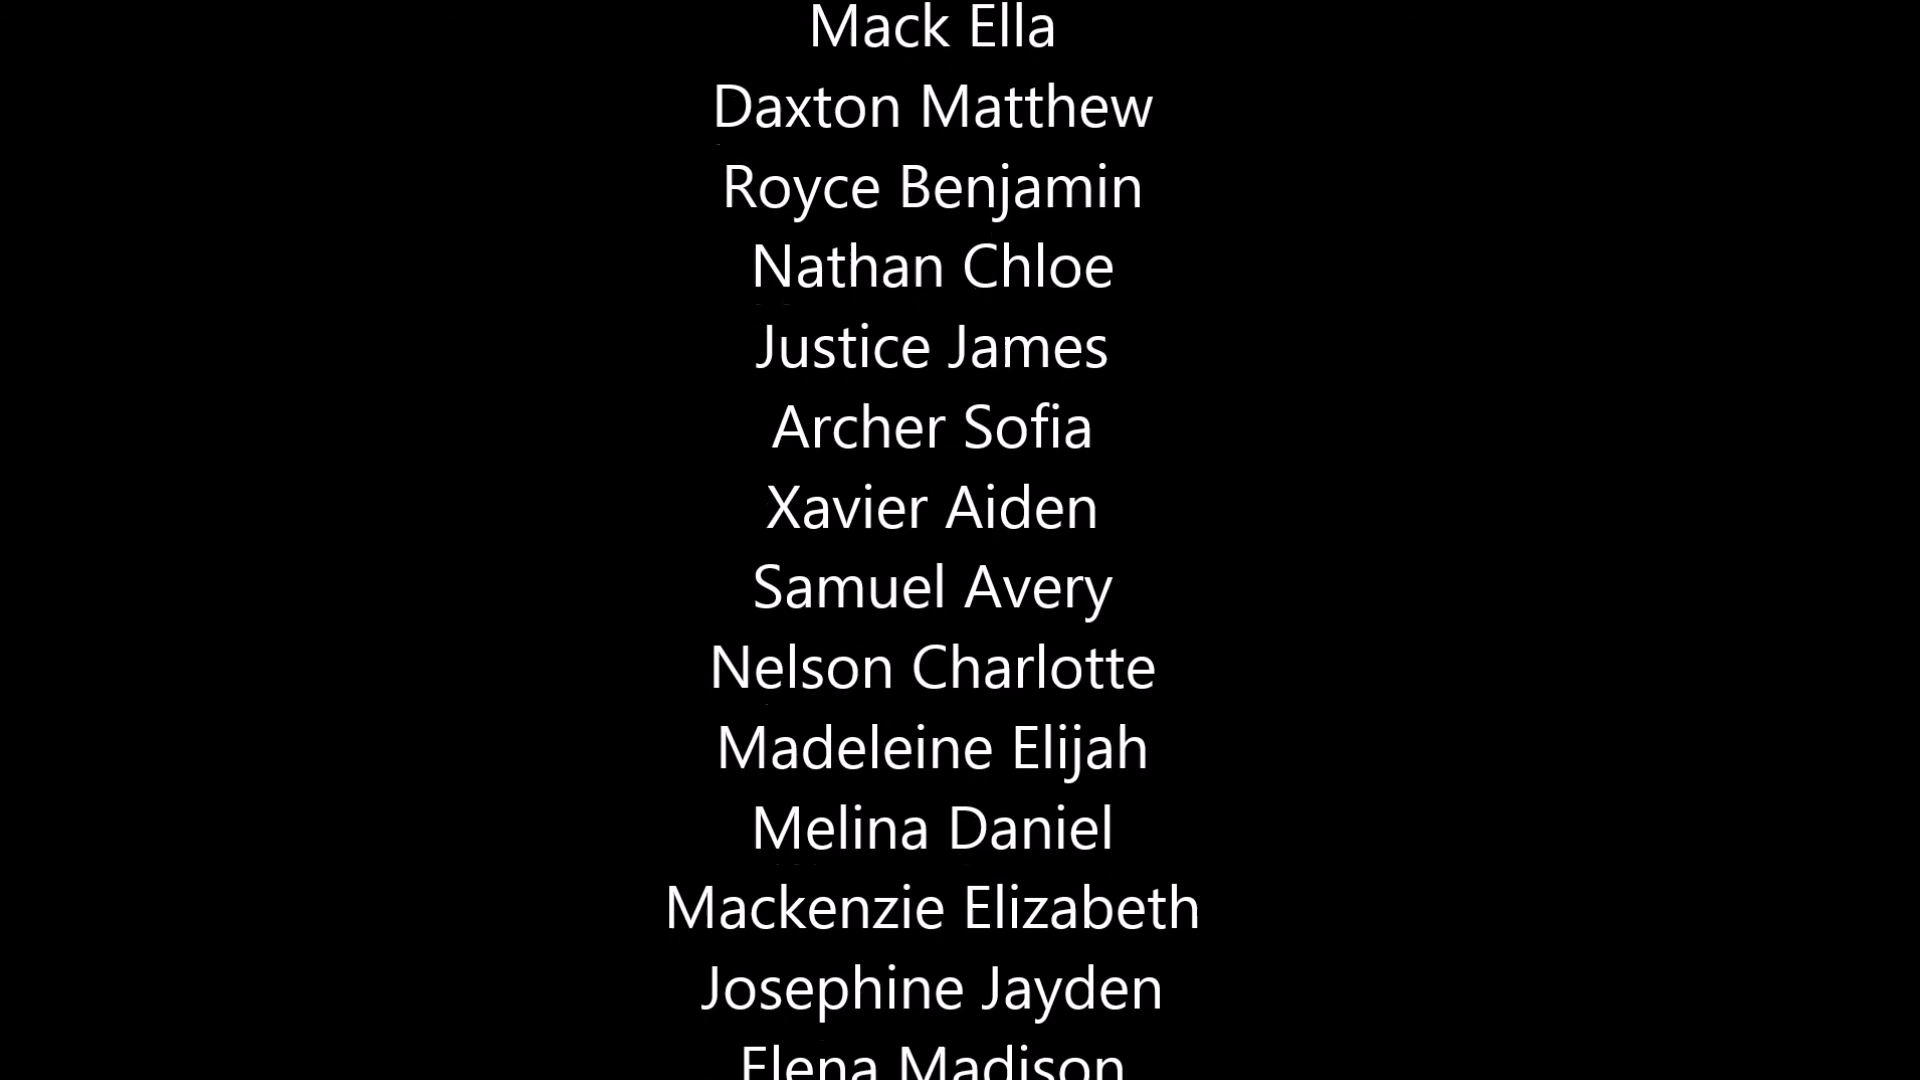 Mack Ella
Daxton Matthew
Royce Benjamin
Nathan Chloe
Justice James
Archer Sofia
Xavier Aiden
Samuel Avery
Nelson Charlotte
Madeleine Elijah
Melina Daniel
Mackenzie Elizabeth
Josephine Jayden
Elena Madison